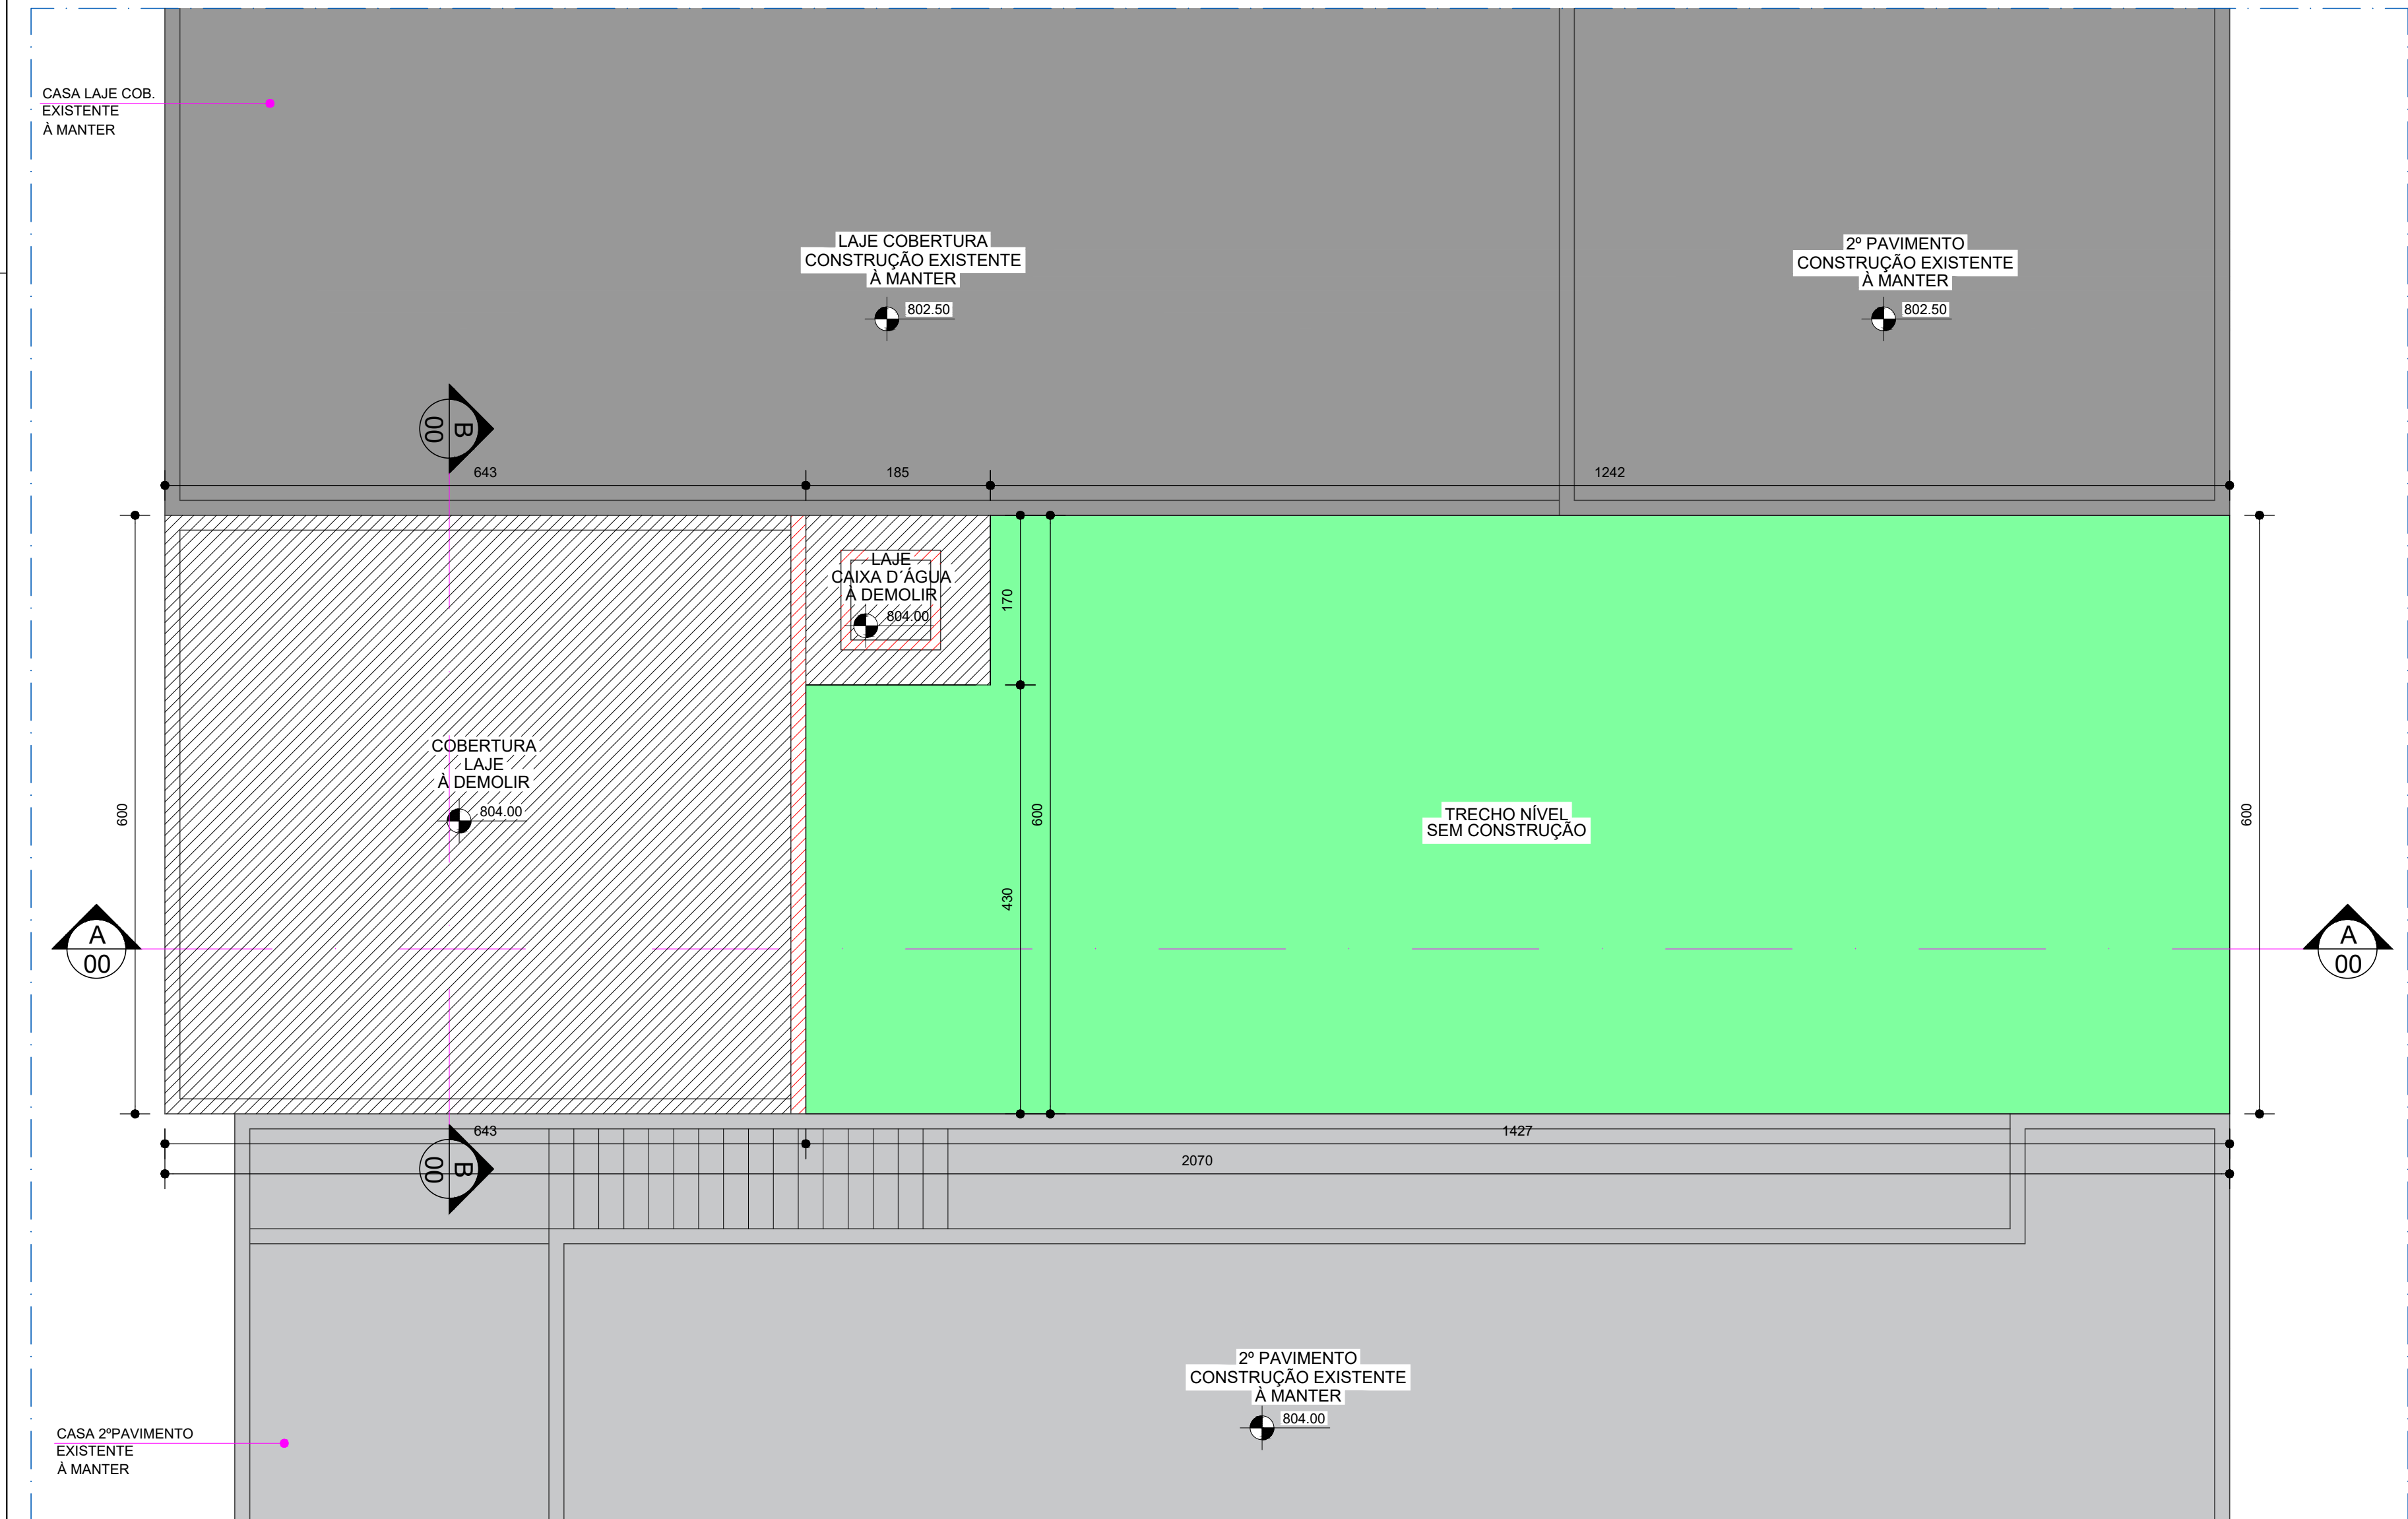 CASA LAJE COB.
EXISTENTE
À MANTER
LAJE COBERTURA
CONSTRUÇÃO EXISTENTE
À MANTER
802.50
2º PAVIMENTO
CONSTRUÇÃO EXISTENTE
À MANTER
802.50
B
00
643
185
1242
LAJE
CAIXA D´ÁGUA
À DEMOLIR
804.00
170
COBERTURA
LAJE
À DEMOLIR
804.00
600
600
TRECHO NÍVEL
SEM CONSTRUÇÃO
600
430
A
00
A
00
643
1427
B
00
2070
2º PAVIMENTO
CONSTRUÇÃO EXISTENTE
À MANTER
804.00
CASA 2ºPAVIMENTO
EXISTENTE
À MANTER